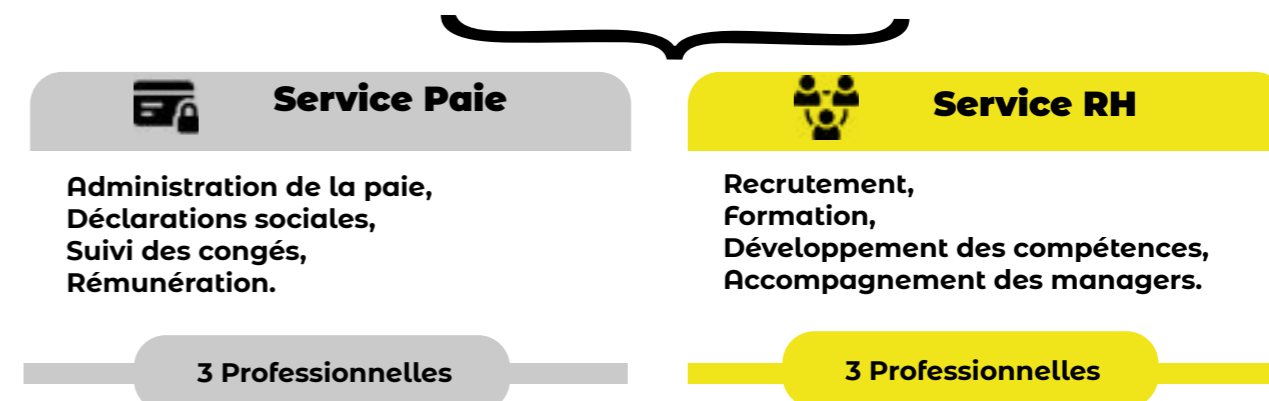 Service Paie
Administration de la paie,
Déclarations sociales,
Suivi des congés,
Rémunération.
3 Professionnelles
Service RH
Recrutement,
Formation,
Développement des compétences,
Accompagnement des managers.
3 Professionnelles